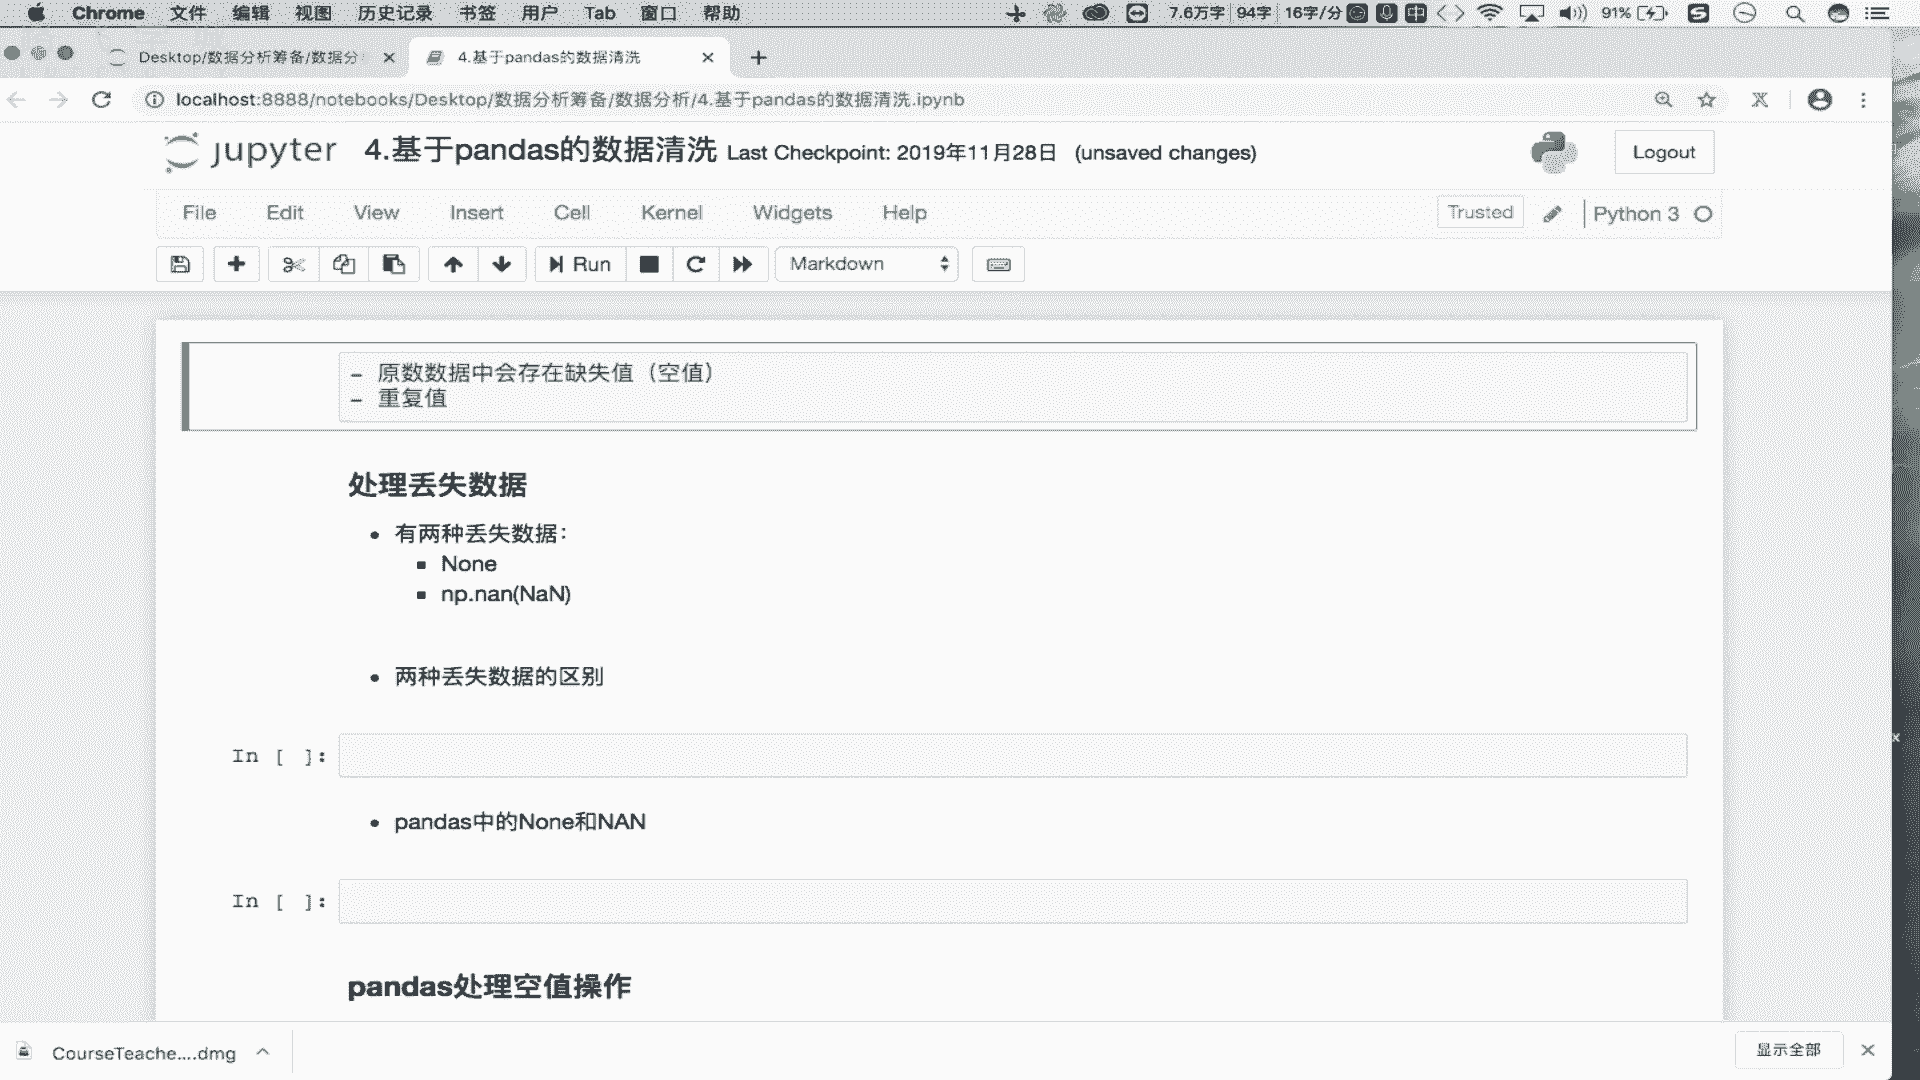 Chrome 文件 编辑 视图 历史记录 书签 用户 Tab 窗口 帮助 7.6万字 94字 16字/分 中 91%
Desktop/数据分析筹备/数据分 4.基于pandas的数据清洗
localhost:8888/notebooks/Desktop/数据分析筹备/数据分析/4.基于pandas的数据清洗.ipynb
jupyter 4.基于pandas的数据清洗 Last Checkpoint: 2019年11月28日 (unsaved changes) Logout
File Edit View Insert Cell Kernel Widgets Help Trusted Python 3
Run Markdown
- 原数数据中会存在缺失值（空值）
- 重复值
处理丢失数据
有两种丢失数据：
None
np.nan(NaN)
两种丢失数据的区别
In [ ]:
pandas中的None和NAN
In [ ]:
pandas处理空值操作
CourseTeache....dmg 显示全部